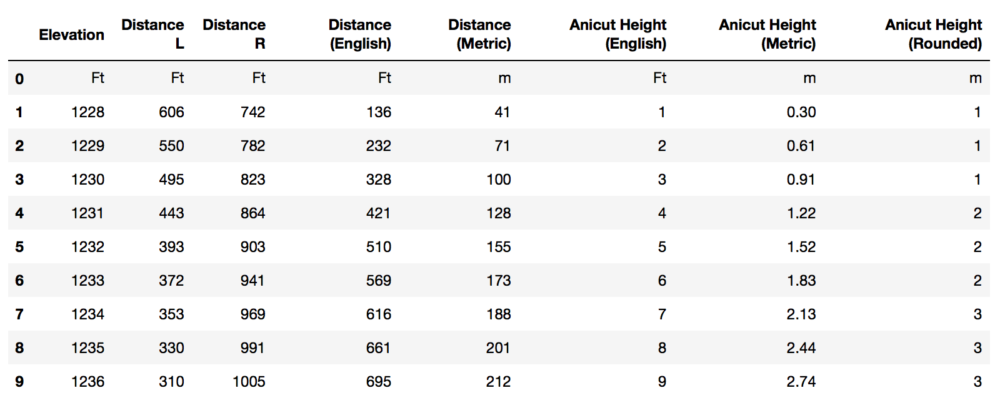 Elevation Distance L Distance R Distance (English) Distance (Metric) Anicut Height (English) Anicut Height (Metric) Anicut Height (Rounded)
0 Ft Ft Ft Ft m Ft m m
1 1228 606 742 136 41 1 0.30 1
2 1229 550 782 232 71 2 0.61 1
3 1230 495 823 328 100 3 0.91 1
4 1231 443 864 421 128 4 1.22 2
5 1232 393 903 510 155 5 1.52 2
6 1233 372 941 569 173 6 1.83 2
7 1234 353 969 616 188 7 2.13 3
8 1235 330 991 661 201 8 2.44 3
9 1236 310 1005 695 212 9 2.74 3